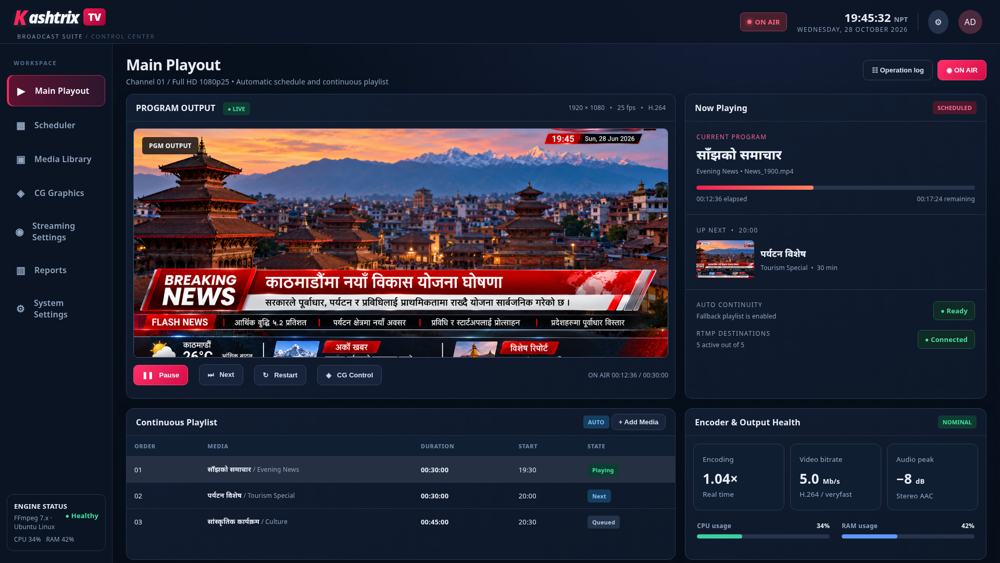 Kashtrix TV
BROADCAST SUITE / CONTROL CENTER
● ON AIR
19:45:32 NPT
WEDNESDAY, 28 OCTOBER 2026
AD
WORKSPACE
Main Playout
Scheduler
Media Library
CG Graphics
Streaming
Settings
Reports
System
Settings
ENGINE STATUS
FFmpeg 7.x ·
Ubuntu Linux
● Healthy
CPU 34% RAM 42%
Main Playout
Channel 01 / Full HD 1080p25 • Automatic schedule and continuous playlist
Operation log
ON AIR
PROGRAM OUTPUT
● LIVE
1920 × 1080 • 25 fps • H.264
PGM OUTPUT
19:45 Sun, 28 Jun 2026
BREAKING
NEWS
काठमाडौंमा नयाँ विकास योजना घोषणा
सरकारले पूर्वाधार, पर्यटन र प्रविधिलाई प्राथमिकतामा राख्दै योजना सार्वजनिक गरेको छ ।
FLASH NEWS | आर्थिक वृद्धि ५.२ प्रतिशत | पर्यटन क्षेत्रमा नयाँ अवसर | प्रविधि र स्टार्टअपलाई प्रोत्साहन | प्रदेशहरूमा पूर्वाधार विस्तार
काठमाडौं
26°C
अर्को खबर
विशेष रिपोर्ट
Pause
Next
Restart
CG Control
ON AIR 00:12:36 / 00:30:00
Now Playing
SCHEDULED
CURRENT PROGRAM
साँझको समाचार
Evening News • News_1900.mp4
00:12:36 elapsed
00:17:24 remaining
UP NEXT • 20:00
पर्यटन विशेष
Tourism Special • 30 min
AUTO CONTINUITY
Fallback playlist is enabled
● Ready
RTMP DESTINATIONS
5 active out of 5
● Connected
Continuous Playlist
AUTO
+ Add Media
ORDER MEDIA DURATION START STATE
01 साँझको समाचार / Evening News 00:30:00 19:30 Playing
02 पर्यटन विशेष / Tourism Special 00:30:00 20:00 Next
03 सांस्कृतिक कार्यक्रम / Culture 00:45:00 20:30 Queued
Encoder & Output Health
NOMINAL
Encoding
1.04×
Real time
Video bitrate
5.0 Mb/s
H.264 / veryfast
Audio peak
−8 dB
Stereo AAC
CPU usage 34%
RAM usage 42%